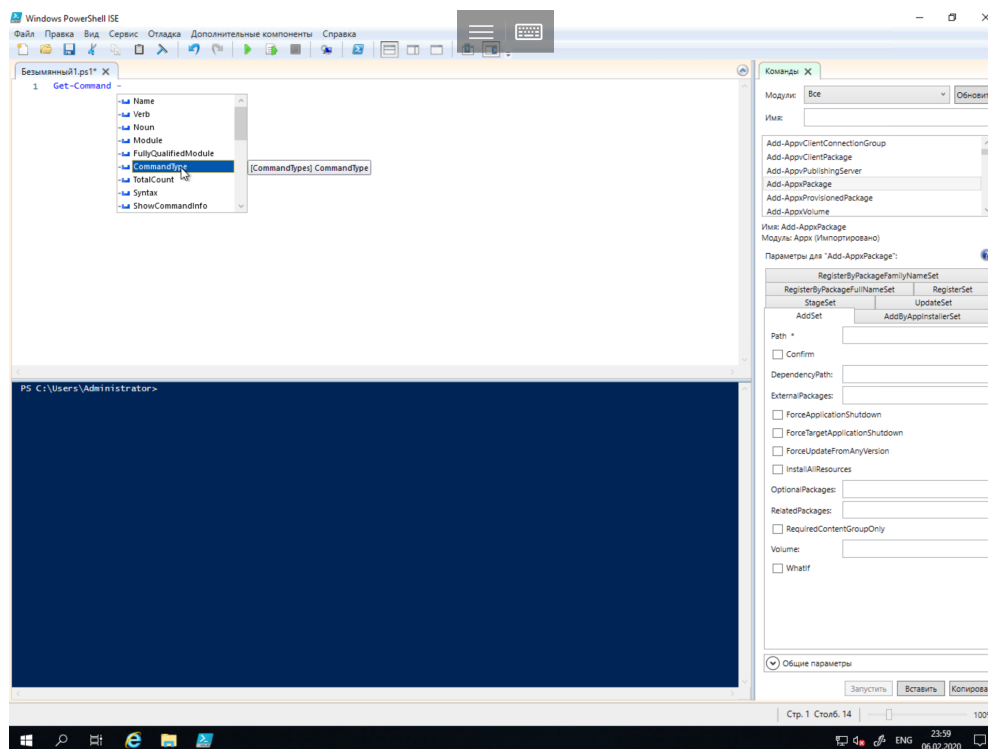 Windows PowerShell ISE
Файл Правка Вид Сервис Отладка Дополнительные компоненты Справка
Безымянный1.ps1* X
1 Get-Command -
Name
Verb
Noun
Module
FullyQualifiedModule
CommandType
[CommandTypes] CommandType
TotalCount
Syntax
ShowCommandInfo
PS C:\Users\Administrator>
Команды X
Модули: Все Обновит
Имя:
Add-AppvClientConnectionGroup
Add-AppvClientPackage
Add-AppvPublishingServer
Add-AppxPackage
Add-AppxProvisionedPackage
Add-AppxVolume
Имя: Add-AppxPackage
Модуль: Appx (Импортировано)
Параметры для "Add-AppxPackage":
RegisterByPackageFamilyNameSet
RegisterByPackageFullNameSet RegisterSet
StageSet UpdateSet
AddSet AddByAppInstallerSet
Path *
Confirm
DependencyPath:
ExternalPackages:
ForceApplicationShutdown
ForceTargetApplicationShutdown
ForceUpdateFromAnyVersion
InstallAllResources
OptionalPackages:
RelatedPackages:
RequiredContentGroupOnly
Volume:
WhatIf
Общие параметры
Запустить Вставить Копирова
Стр. 1 Столб. 14 100%
ENG 23:59
06.02.2020